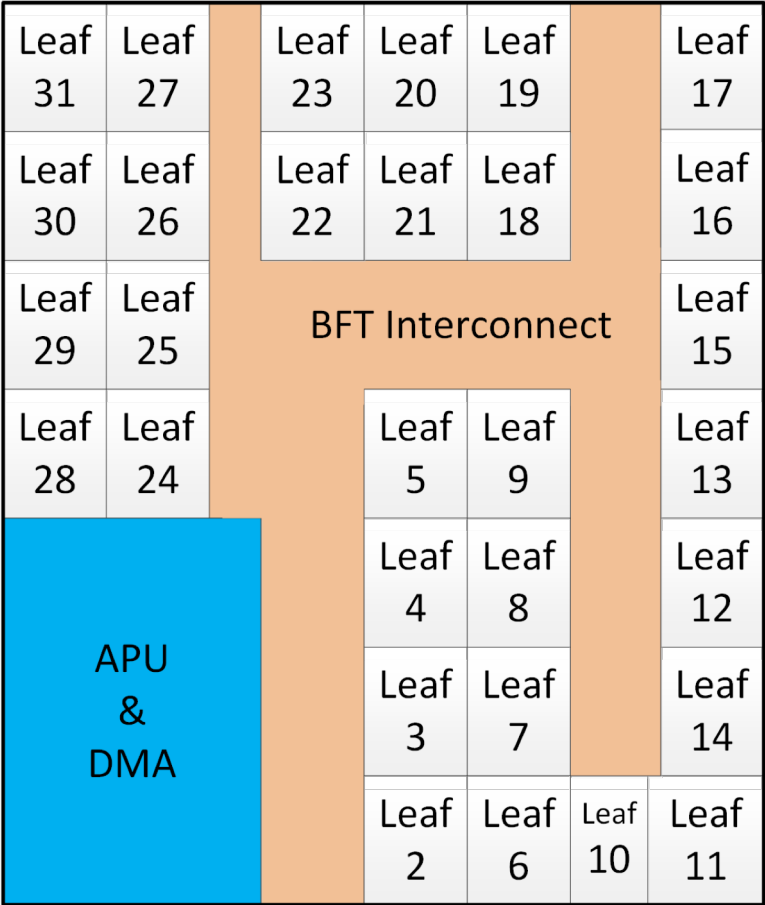 Leaf
31
Leaf
27
Leaf
23
Leaf
20
Leaf
19
Leaf
17
Leaf
30
Leaf
26
Leaf
22
Leaf
21
Leaf
18
Leaf
16
Leaf
29
Leaf
25
BFT Interconnect
Leaf
15
Leaf
28
Leaf
24
Leaf
5
Leaf
9
Leaf
13
Leaf
4
Leaf
8
Leaf
12
APU
&
DMA
Leaf
3
Leaf
7
Leaf
14
Leaf
2
Leaf
6
Leaf
10
Leaf
11